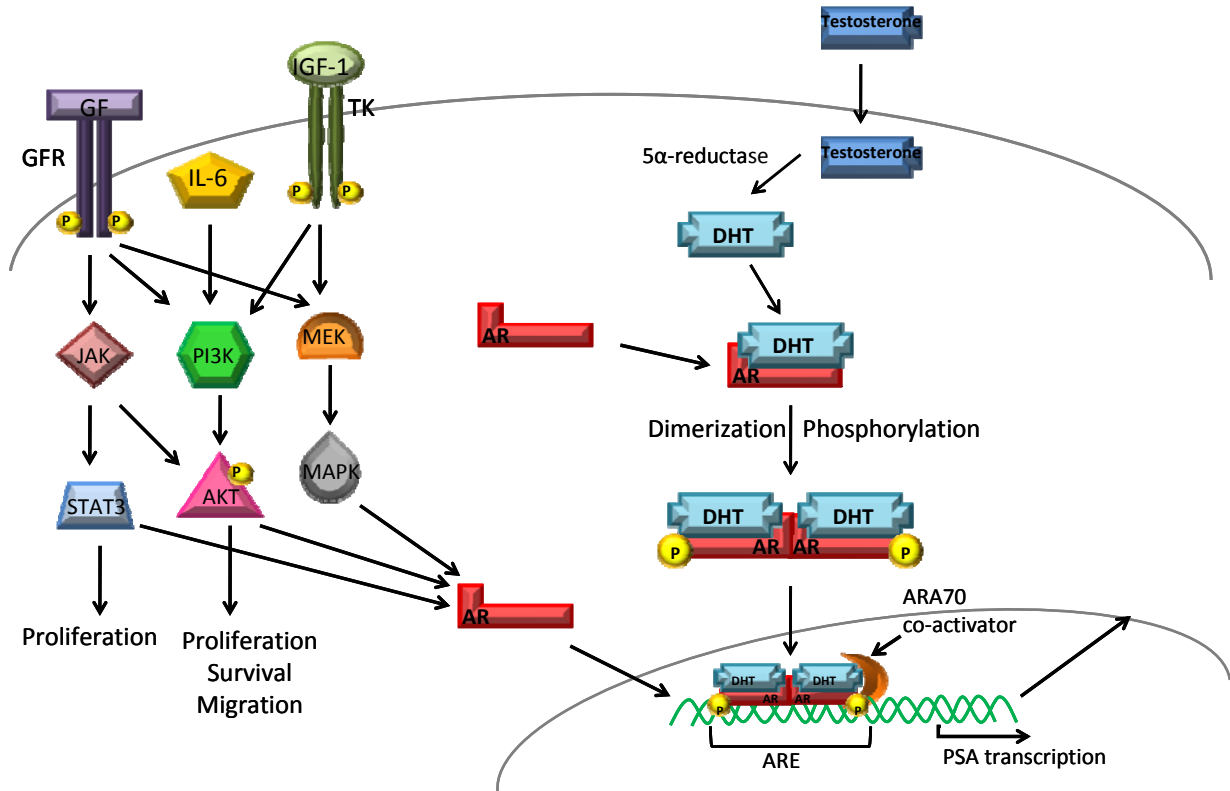 Testosterone
IGF-1
TK
GF
GFR
P
P
IL-6
P
P
Testosterone
5α-reductase
DHT
JAK
PI3K
MEK
AR
DHT
AR
Dimerization
Phosphorylation
STAT3
P
AKT
MAPK
DHT
DHT
P
AR
AR
P
Proliferation
Proliferation
Survival
Migration
AR
ARA70
co-activator
DHT
DHT
AR
AR
P
P
ARE
PSA transcription